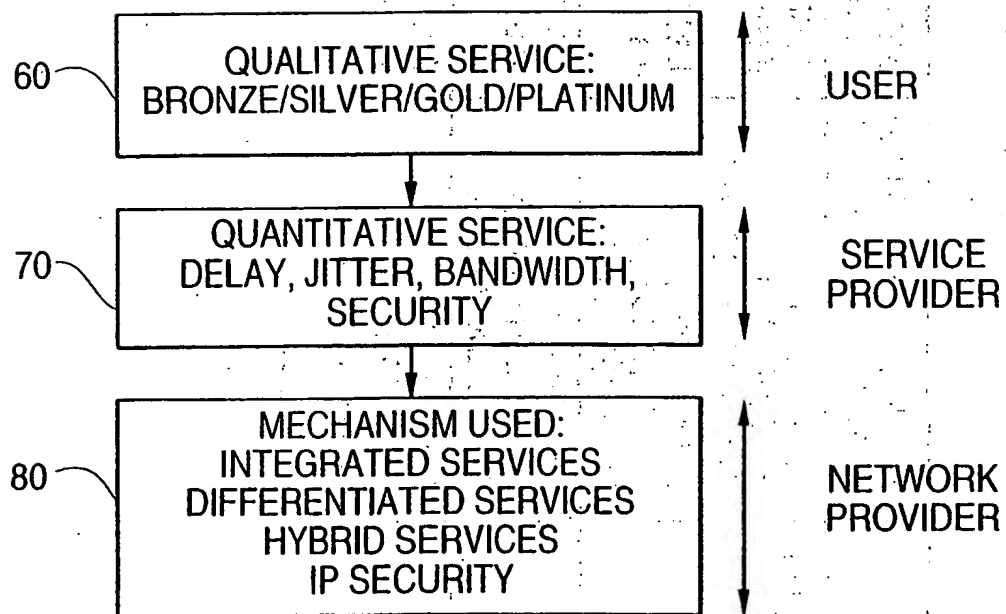 60
QUALITATIVE SERVICE:
BRONZE/SILVER/GOLD/PLATINUM
USER
70
QUANTITATIVE SERVICE:
DELAY, JITTER, BANDWIDTH,
SECURITY
SERVICE
PROVIDER
80
MECHANISM USED:
INTEGRATED SERVICES
DIFFERENTIATED SERVICES
HYBRID SERVICES
IP SECURITY
NETWORK
PROVIDER